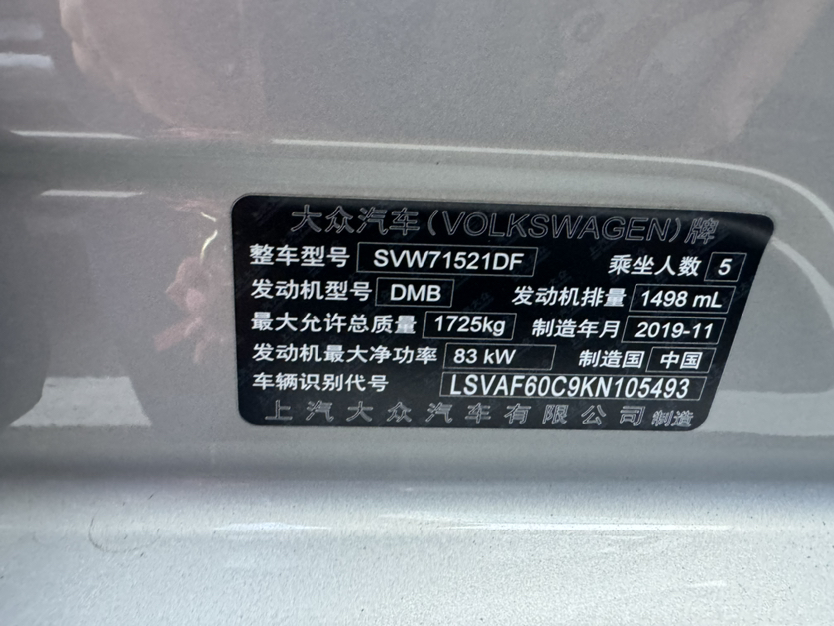 大众汽车(VOLKSWAGEN)牌
整车型号 SVW71521DF 乘坐人数 5
发动机型号 DMB 发动机排量 1498 mL
最大允许总质量 1725kg 制造年月 2019-11
发动机最大净功率 83 kW 制造国 中国
车辆识别代号 LSVAF60C9KN105493
上汽大众汽车有限公司 制造